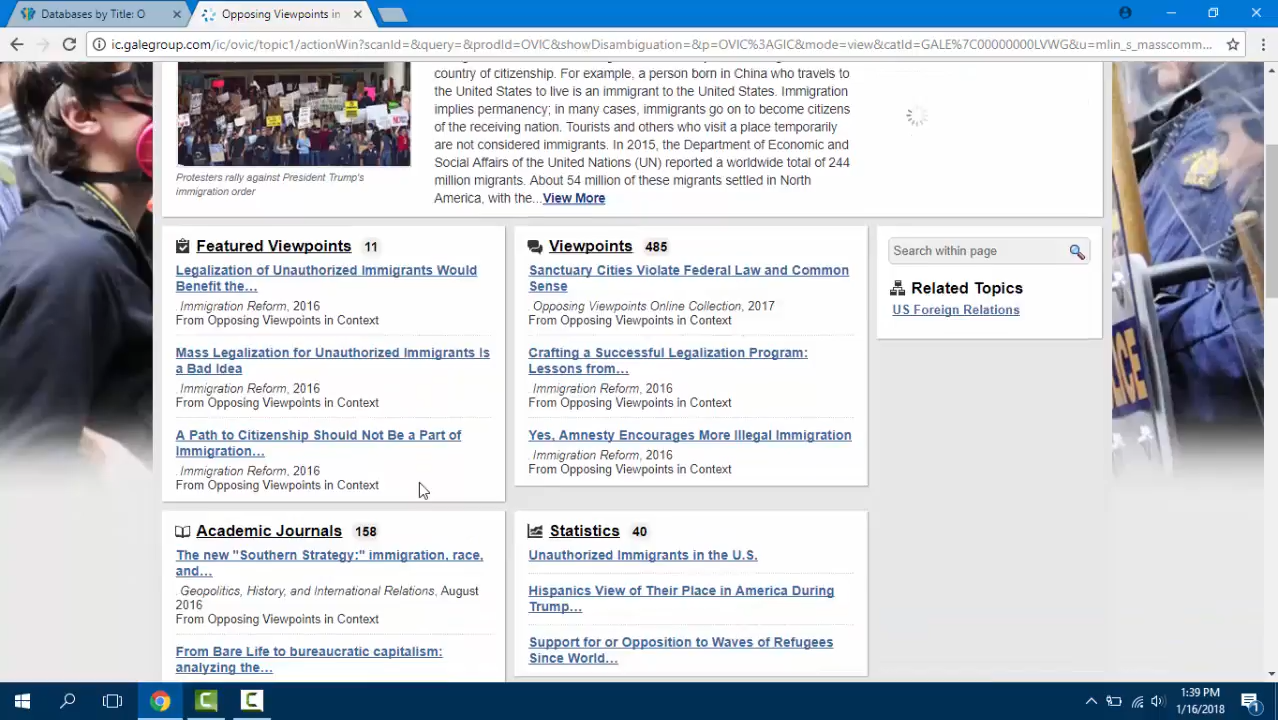 Databases by Title: O
Opposing Viewpoints in
ic.galegroup.com/ic/ovic/topic1/actionWin?scanId=&query=&prodId=OVIC&showDisambiguation=&p=OVIC%3AGIC&mode=view&catId=GALE%7C00000000LVWG&u=mlin_s_masscomm...
country of citizenship. For example, a person born in China who travels to
the United States to live is an immigrant to the United States. Immigration
implies permanency; in many cases, immigrants go on to become citizens
of the receiving nation. Tourists and others who visit a place temporarily
are not considered immigrants. In 2015, the Department of Economic and
Social Affairs of the United Nations (UN) reported a worldwide total of 244
million migrants. About 54 million of these migrants settled in North
America, with the...View More
Protesters rally against President Trump's
immigration order
Featured Viewpoints 11
Legalization of Unauthorized Immigrants Would
Benefit the...
Immigration Reform, 2016
From Opposing Viewpoints in Context
Mass Legalization for Unauthorized Immigrants Is
a Bad Idea
Immigration Reform, 2016
From Opposing Viewpoints in Context
A Path to Citizenship Should Not Be a Part of
Immigration...
Immigration Reform, 2016
From Opposing Viewpoints in Context
Viewpoints 485
Sanctuary Cities Violate Federal Law and Common
Sense
Opposing Viewpoints Online Collection, 2017
From Opposing Viewpoints in Context
Crafting a Successful Legalization Program:
Lessons from...
Immigration Reform, 2016
From Opposing Viewpoints in Context
Yes, Amnesty Encourages More Illegal Immigration
Immigration Reform, 2016
From Opposing Viewpoints in Context
Search within page
Related Topics
US Foreign Relations
Academic Journals 158
The new "Southern Strategy:" immigration, race,
and...
Geopolitics, History, and International Relations, August
2016
From Opposing Viewpoints in Context
From Bare Life to bureaucratic capitalism:
analyzing the...
Statistics 40
Unauthorized Immigrants in the U.S.
Hispanics View of Their Place in America During
Trump...
Support for or Opposition to Waves of Refugees
Since World...
1:39 PM
1/16/2018